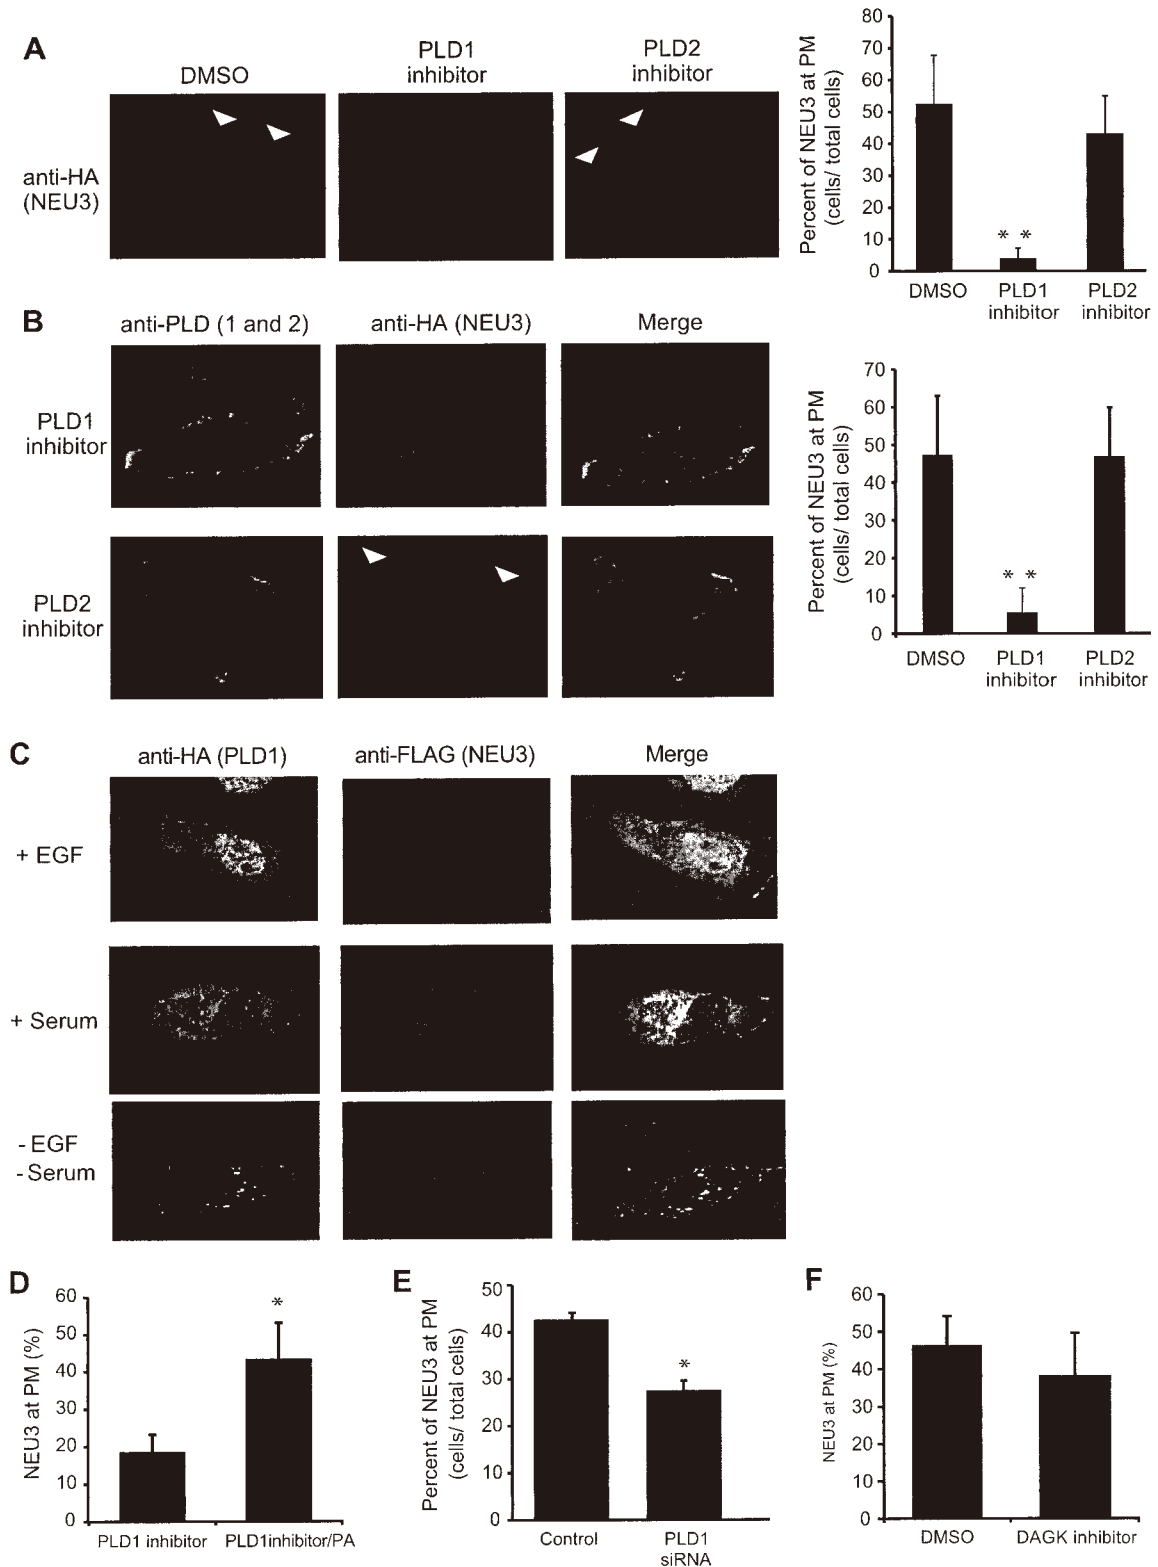 A
DMSO
PLD1
inhibitor
PLD2
inhibitor
anti-HA
(NEU3)
Percent of NEU3 at PM
(cells/ total cells)
80
70
60
50
40
30
20
10
0
* *
DMSO
PLD1
inhibitor
PLD2
inhibitor
B
anti-PLD (1 and 2)
anti-HA (NEU3)
Merge
PLD1
inhibitor
PLD2
inhibitor
Percent of NEU3 at PM
(cells/ total cells)
70
60
50
40
30
20
10
0
* *
DMSO
PLD1
inhibitor
PLD2
inhibitor
C
anti-HA (PLD1)
anti-FLAG (NEU3)
Merge
+ EGF
+ Serum
- EGF
- Serum
D
NEU3 at PM (%)
60
50
40
30
20
10
0
*
PLD1 inhibitor
PLD1inhibitor/PA
E
Percent of NEU3 at PM
(cells/ total cells)
50
40
30
20
10
0
*
Control
PLD1
siRNA
F
NEU3 at PM (%)
60
50
40
30
20
10
0
DMSO
DAGK inhibitor